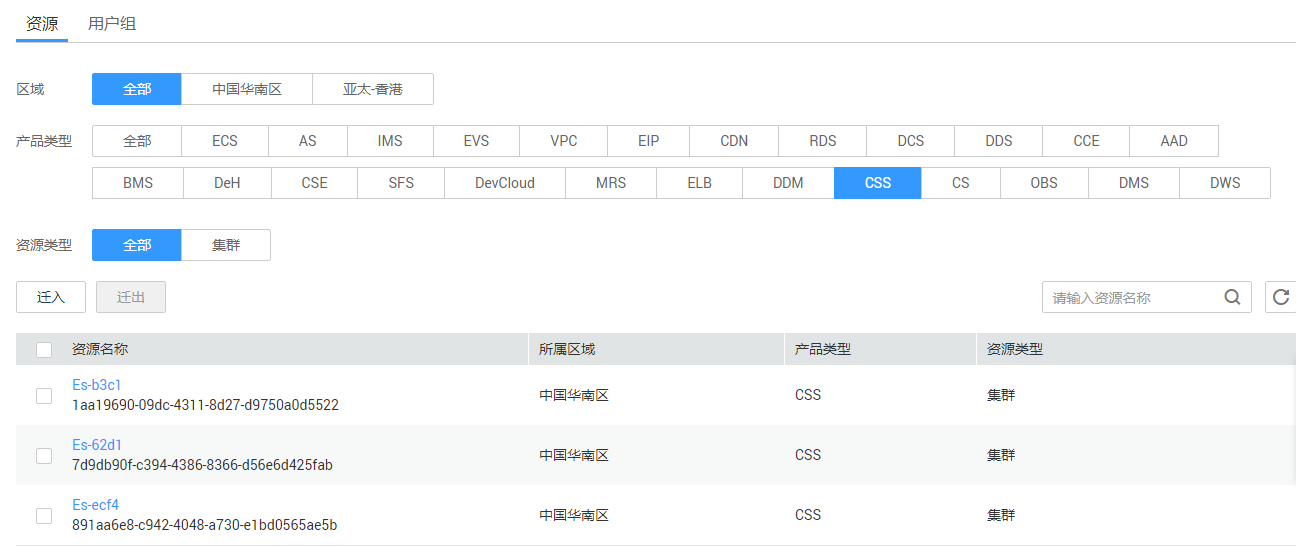 资源 用户组
区域 全部 中国华南区 亚太-香港
产品类型 全部 ECS AS IMS EVS VPC EIP CDN RDS DCS DDS CCE AAD
BMS DeH CSE SFS DevCloud MRS ELB DDM CSS CS OBS DMS DWS
资源类型 全部 集群
迁入 迁出 请输入资源名称
资源名称 所属区域 产品类型 资源类型
Es-b3c1
1aa19690-09dc-4311-8d27-d9750a0d5522 中国华南区 CSS 集群
Es-62d1
7d9db90f-c394-4386-8366-d56e6d425fab 中国华南区 CSS 集群
Es-ecf4
891aa6e8-c942-4048-a730-e1bd0565ae5b 中国华南区 CSS 集群